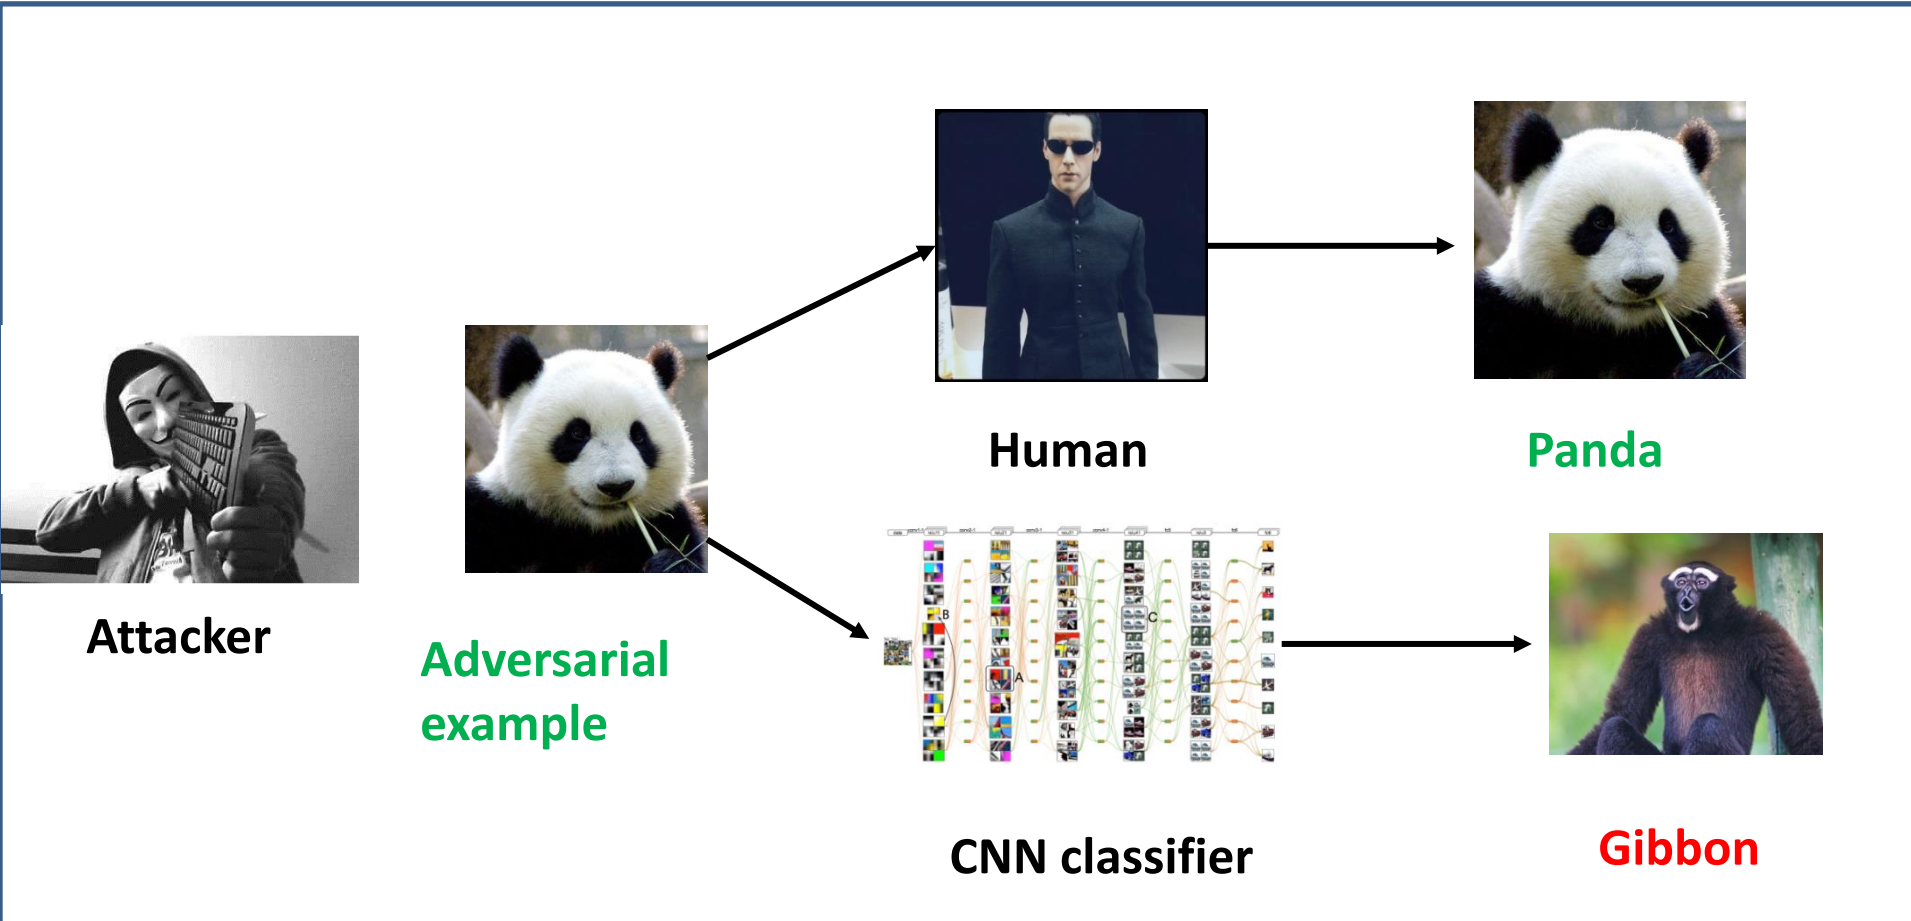 Attacker
Adversarial
example
Human
Panda
B
A
C
CNN classifier
Gibbon